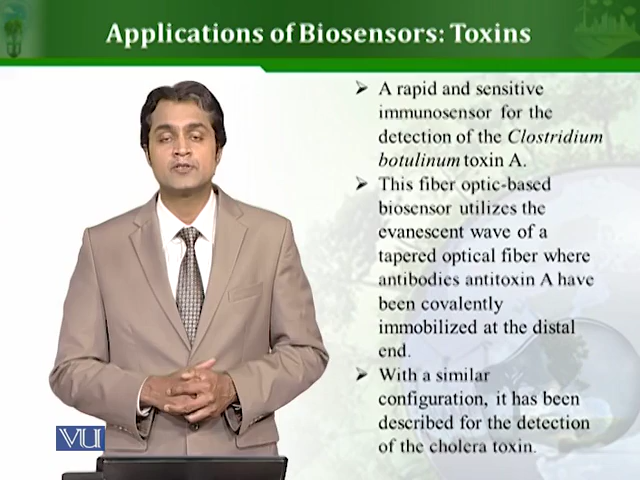 Applications of Biosensors: Toxins
➢ A rapid and sensitive
immunosensor for the
detection of the Clostridium
botulinum toxin A.
➢ This fiber optic-based
biosensor utilizes the
evanescent wave of a
tapered optical fiber where
antibodies antitoxin A have
been covalently
immobilized at the distal
end.
➢ With a similar
configuration, it has been
described for the detection
of the cholera toxin.
VU